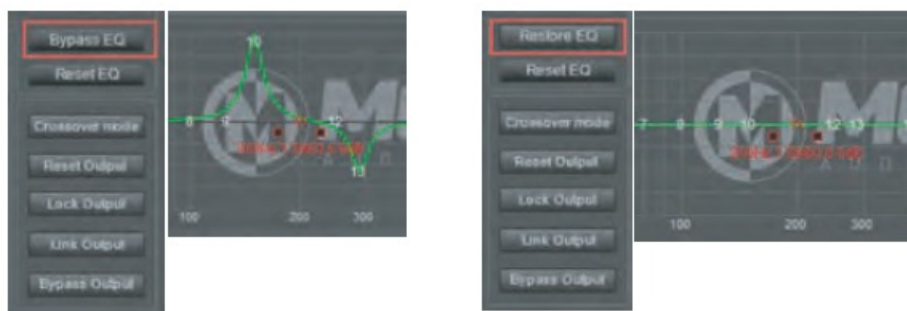 Bypass EQ
Reset EQ
Crossover mode
Reset Output
Lock Output
Link Output
Bypass Output
10
8 9 12
13
100 200 300
Restore EQ
Reset EQ
Crossover mode
Reset Output
Lock Output
Link Output
Bypass Output
7 8 9 10 12 13
100 200 300